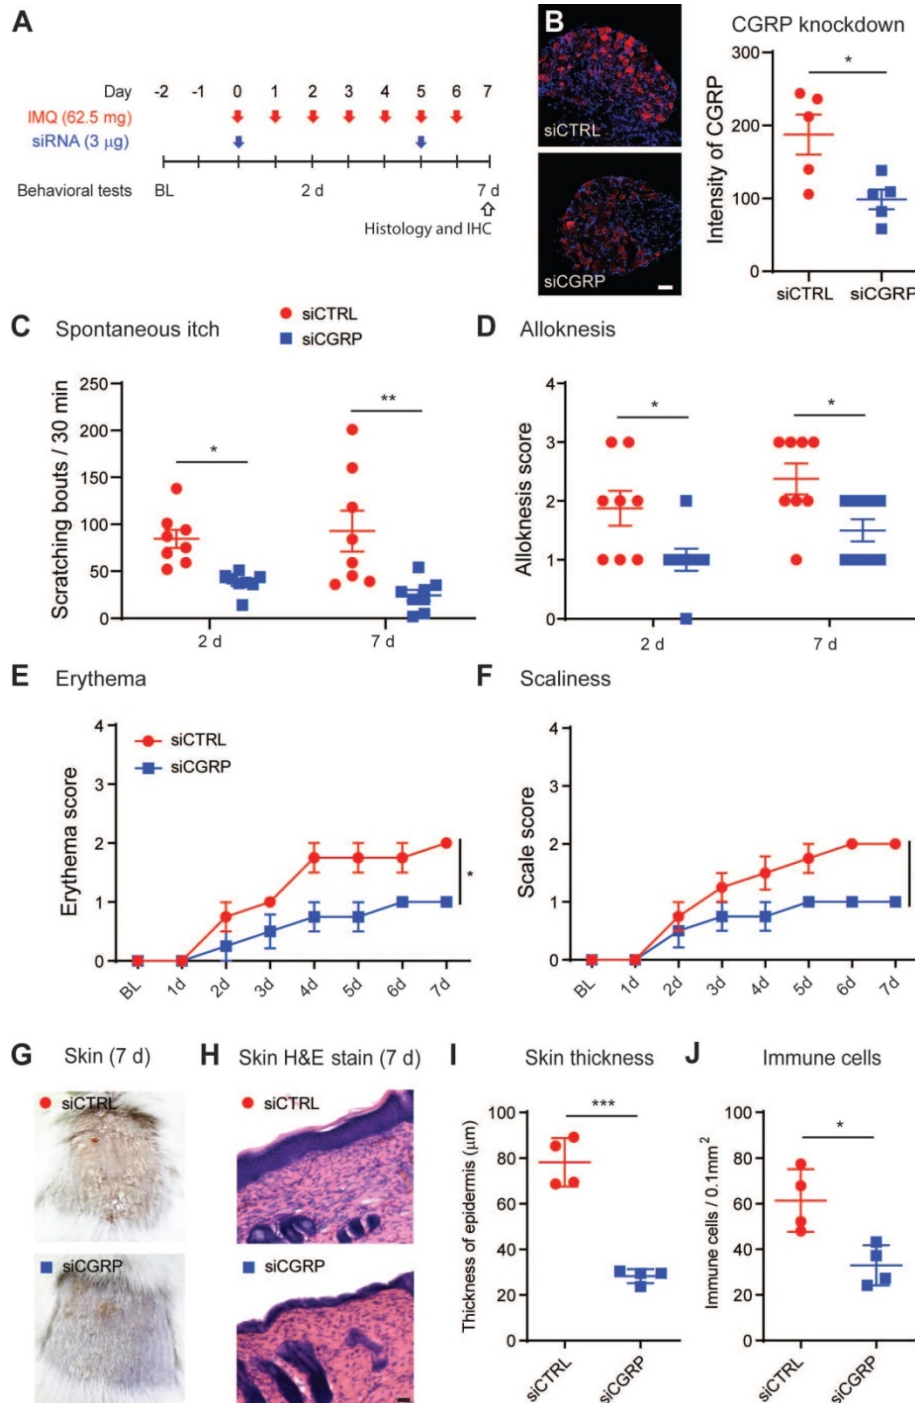 A
Day -2 -1 0 1 2 3 4 5 6 7
IMQ (62.5 mg)
siRNA (3 µg)
Behavioral tests BL 2 d 7 d
Histology and IHC
B CGRP knockdown
siCTRL
siCGRP
Intensity of CGRP
300
200
100
0
*
siCTRL siCGRP
C Spontaneous itch
siCTRL
siCGRP
Scratching bouts / 30 min
250
200
150
100
50
0
* **
2 d 7 d
D Alloknesis
Alloknesis score
4
3
2
1
0
* *
2 d 7 d
E Erythema
siCTRL
siCGRP
Erythema score
4
3
2
1
0
*
BL 1d 2d 3d 4d 5d 6d 7d
F Scaliness
Scale score
4
3
2
1
0
BL 1d 2d 3d 4d 5d 6d 7d
G Skin (7 d)
siCTRL
siCGRP
H Skin H&E stain (7 d)
siCTRL
siCGRP
I Skin thickness
Thickness of epidermis (µm)
100
80
60
40
20
0
***
siCTRL siCGRP
J Immune cells
Immune cells / 0.1mm²
100
80
60
40
20
0
*
siCTRL siCGRP